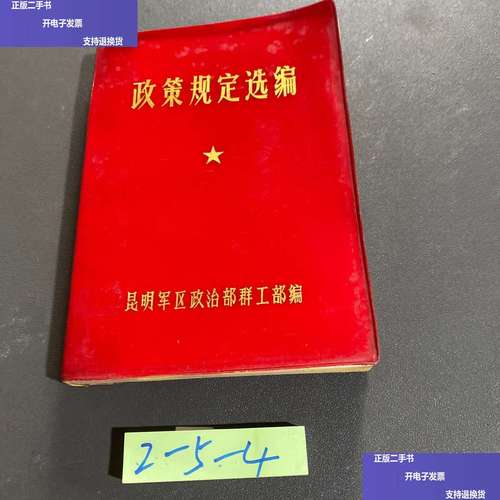 正版二手书
开电子发票
支持退换货
政策规定选编
昆明军区政治部群工部编
2-5-4
正版二手书
开电子发票
支持退换货